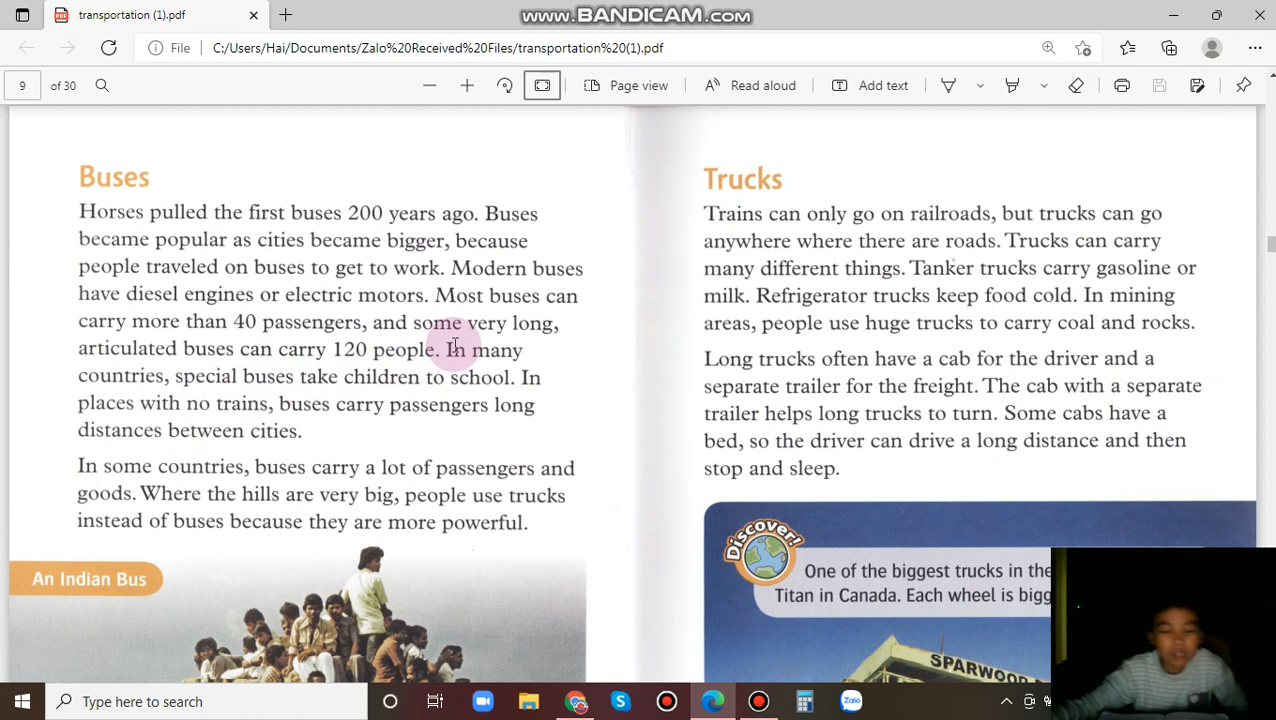 transportation (1).pdf
www.BANDICAM.com
File
C:/Users/Hai/Documents/Zalo%20Received%20Files/transportation%20(1).pdf
9
of 30
Page view
Read aloud
Add text
Buses
Horses pulled the first buses 200 years ago. Buses
became popular as cities became bigger, because
people traveled on buses to get to work. Modern buses
have diesel engines or electric motors. Most buses can
carry more than 40 passengers, and some very long,
articulated buses can carry 120 people. In many
countries, special buses take children to school. In
places with no trains, buses carry passengers long
distances between cities.
In some countries, buses carry a lot of passengers and
goods. Where the hills are very big, people use trucks
instead of buses because they are more powerful.
An Indian Bus
Trucks
Trains can only go on railroads, but trucks can go
anywhere where there are roads. Trucks can carry
many different things. Tanker trucks carry gasoline or
milk. Refrigerator trucks keep food cold. In mining
areas, people use huge trucks to carry coal and rocks.
Long trucks often have a cab for the driver and a
separate trailer for the freight. The cab with a separate
trailer helps long trucks to turn. Some cabs have a
bed, so the driver can drive a long distance and then
stop and sleep.
Discover!
One of the biggest trucks in the
Titan in Canada. Each wheel is
SPARWOOD
Type here to search
Zalo